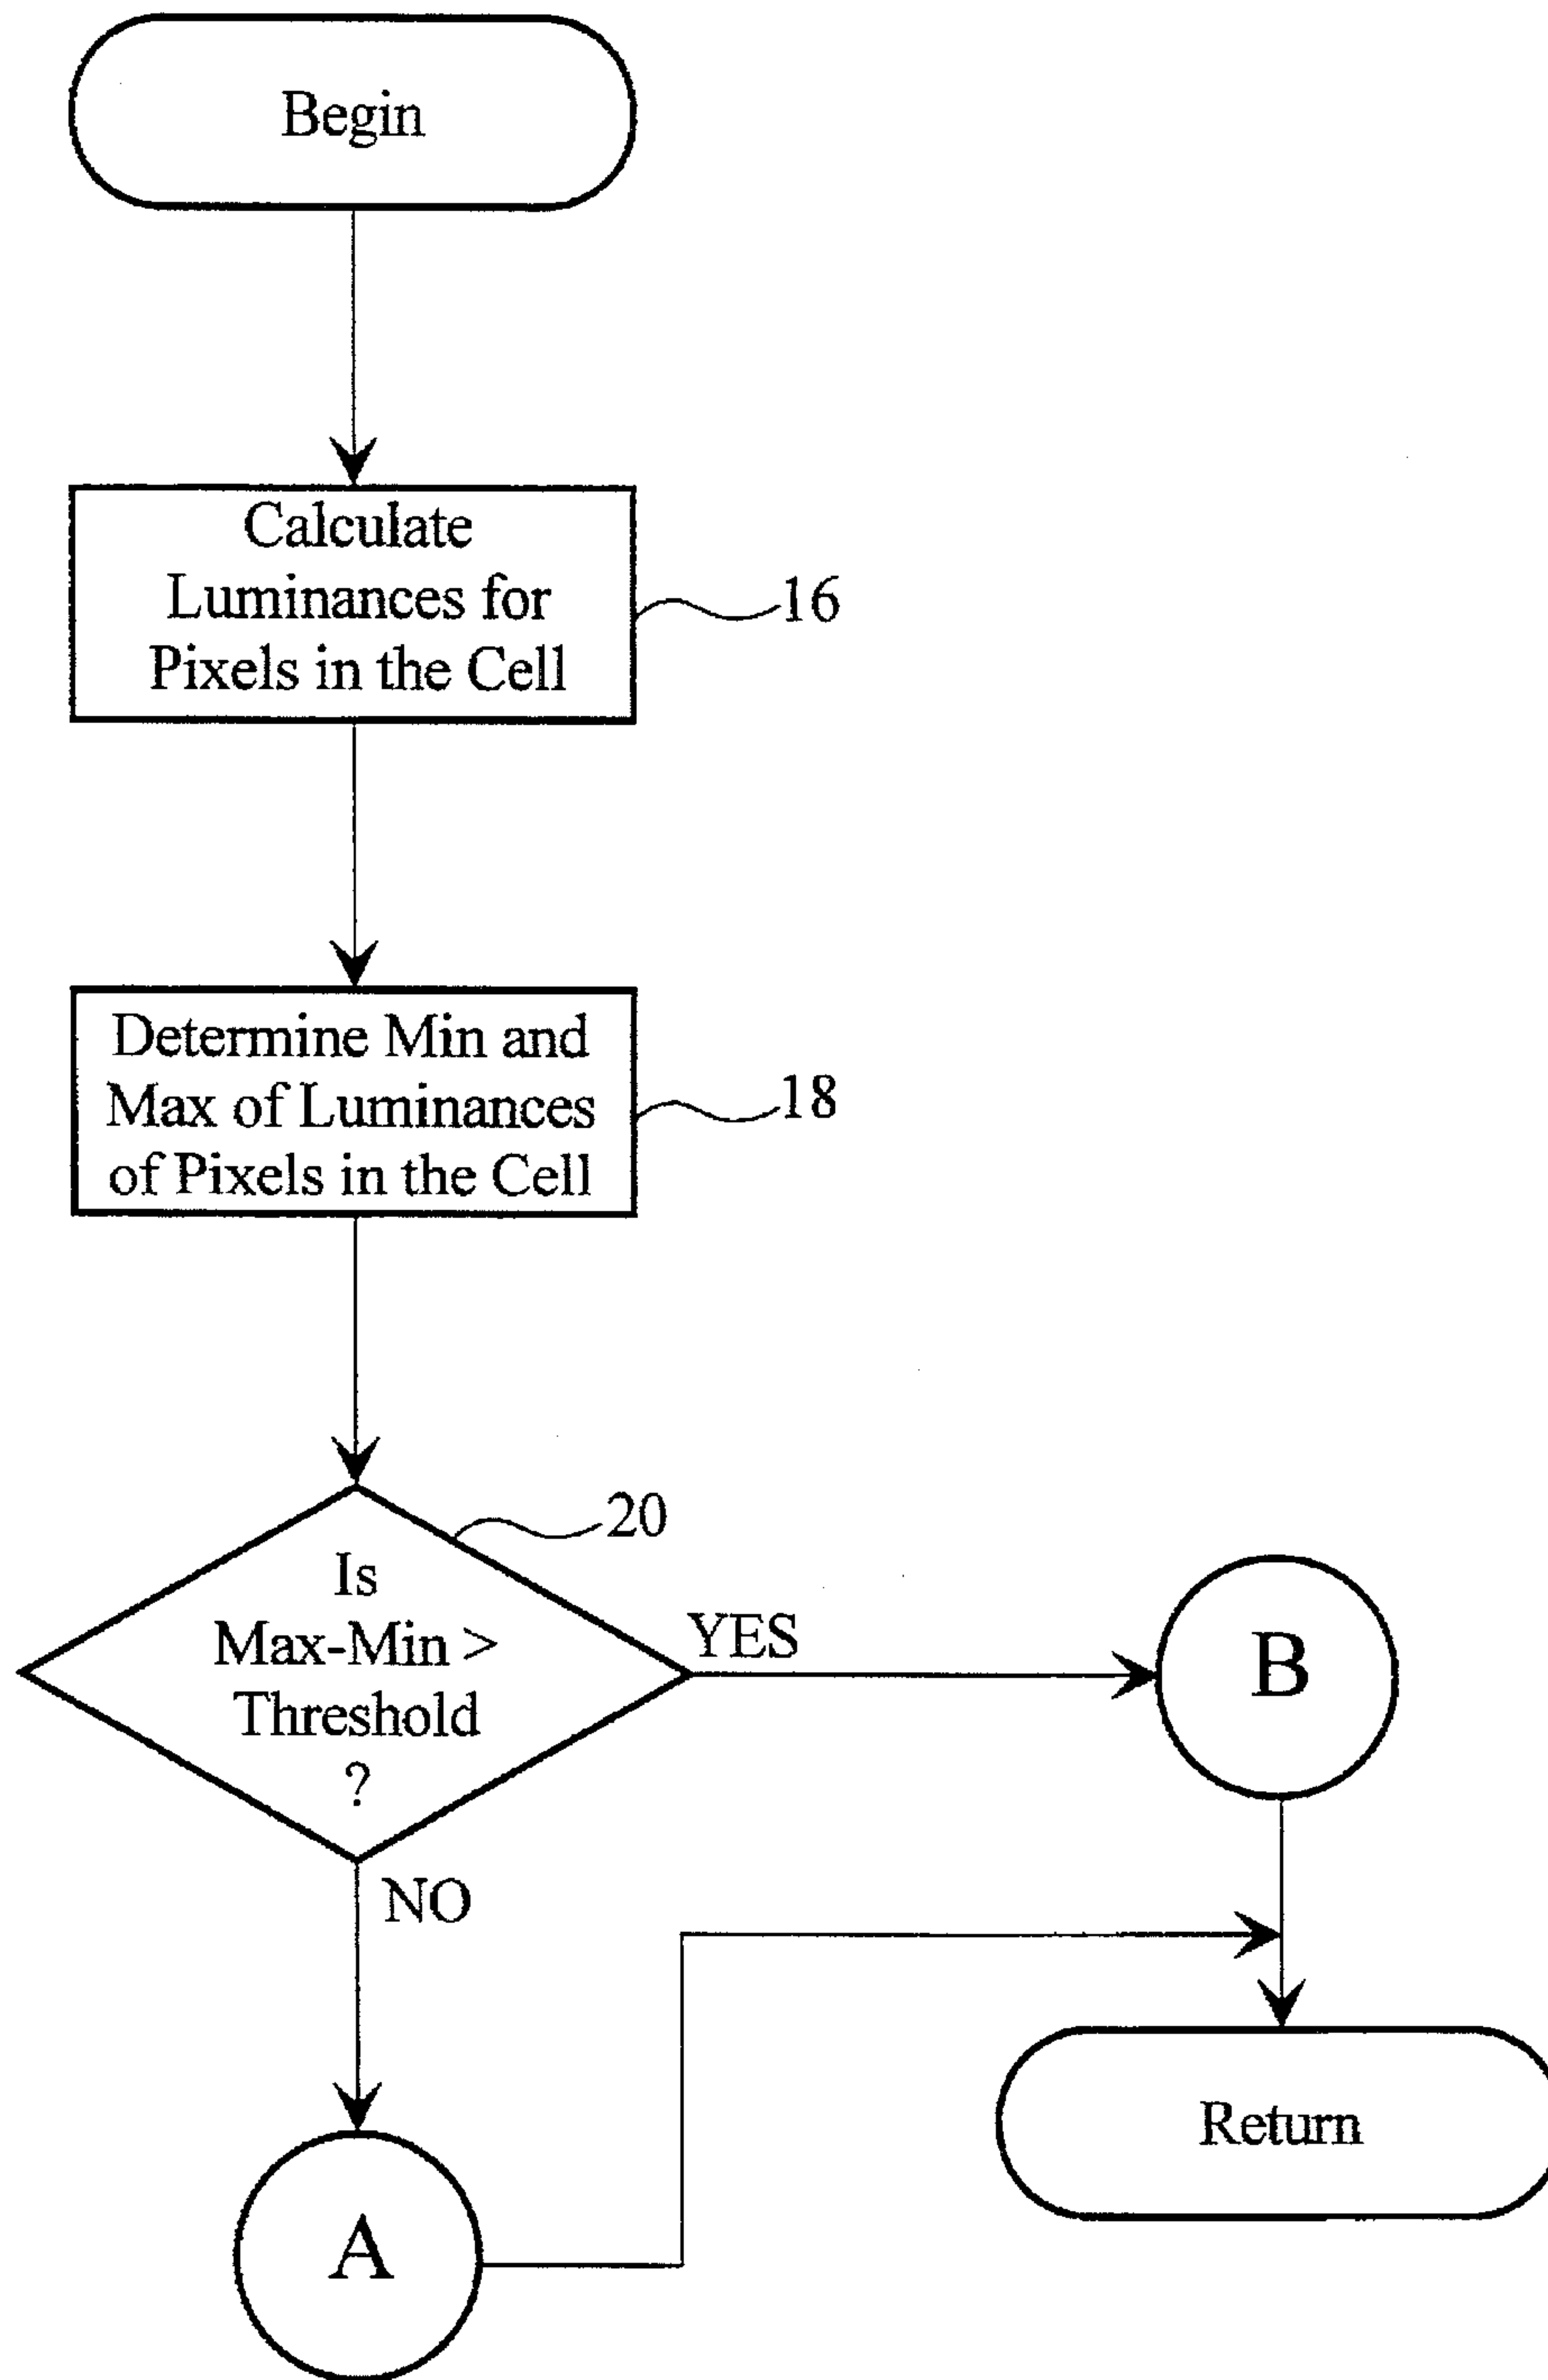 Begin
Calculate
Luminances for
Pixels in the Cell
16
Determine Min and
Max of Luminances
of Pixels in the Cell
18
20
Is
Max-Min >
Threshold
?
YES
B
NO
Return
A